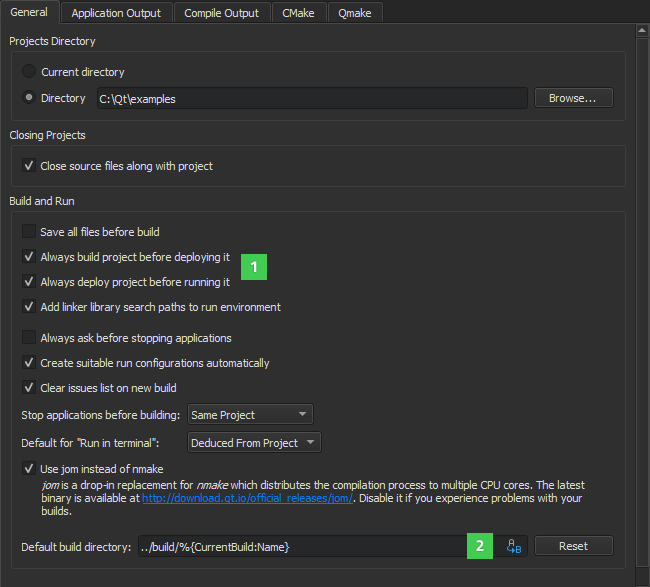 General Application Output Compile Output CMake Qmake
Projects Directory
Current directory
Directory C:\Qt\examples Browse...
Closing Projects
Close source files along with project
Build and Run
Save all files before build
Always build project before deploying it
1
Always deploy project before running it
Add linker library search paths to run environment
Always ask before stopping applications
Create suitable run configurations automatically
Clear issues list on new build
Stop applications before building: Same Project
Default for "Run in terminal": Deduced From Project
Use jom instead of nmake
jom is a drop-in replacement for nmake which distributes the compilation process to multiple CPU cores. The latest
binary is available at http://download.qt.io/official_releases/jom/. Disable it if you experience problems with your
builds.
Default build directory: ../build/%{CurrentBuild:Name} 2 Reset